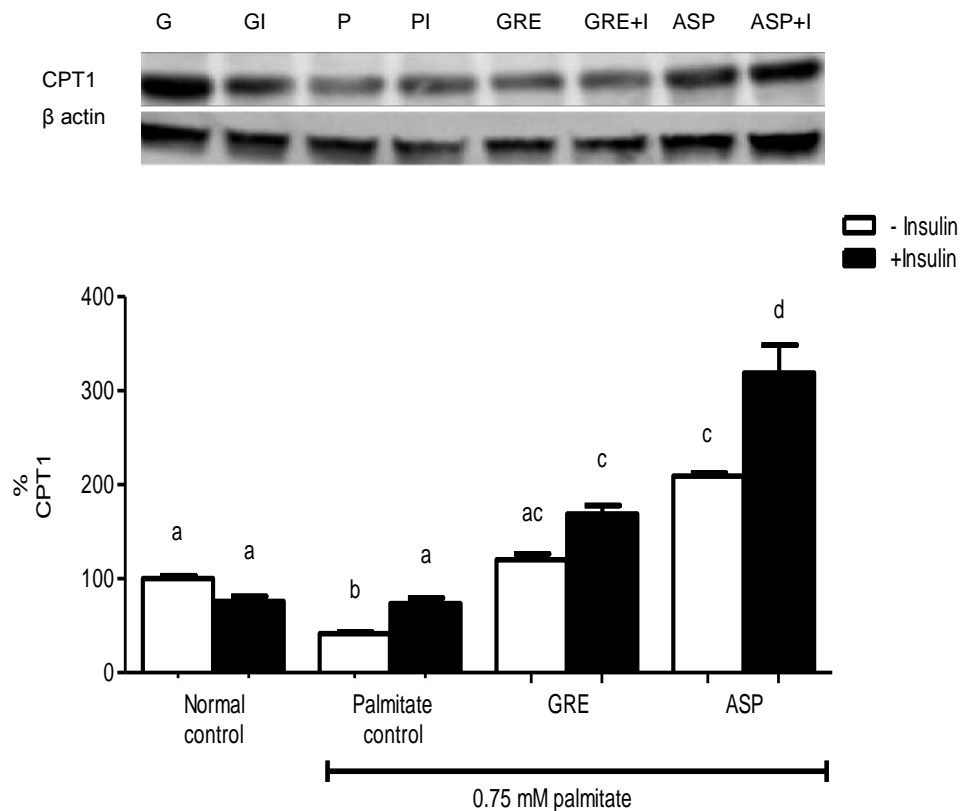 G GI P PI GRE GRE+I ASP ASP+I
CPT1
β actin
- Insulin
+Insulin
400
300
200
100
0
%
CPT1
a
a
b
a
ac
c
c
d
Normal
control
Palmitate
control
GRE
ASP
0.75 mM palmitate